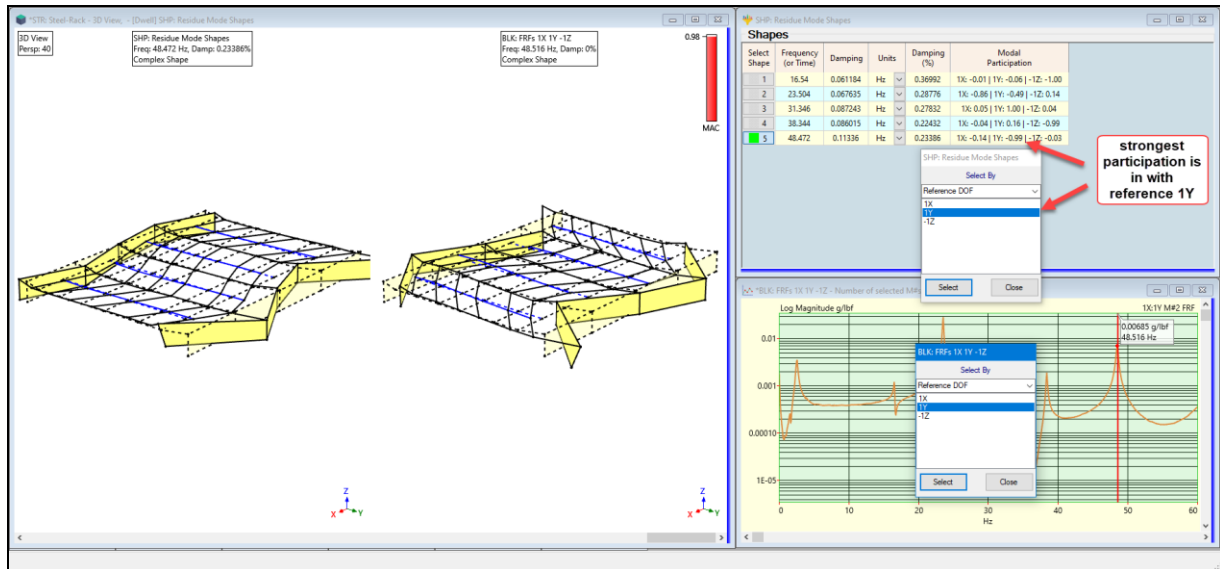 *STR: Steel-Rack - 3D View, - [Dwell] SHP: Residue Mode Shapes
3D View
Persp: 40
SHP: Residue Mode Shapes
Freq: 48.472 Hz, Damp: 0.23386%
Complex Shape
BLK: FRFs 1X 1Y -1Z
Freq: 48.516 Hz, Damp: 0%
Complex Shape
0.98
MAC
Z
X
Y
Z
X
Y
SHP: Residue Mode Shapes
Shapes
Select Shape Frequency (or Time) Damping Units Damping (%) Modal Participation
1 16.54 0.061184 Hz 0.36992 1X: -0.01 | 1Y: -0.06 | -1Z: -1.00
2 23.504 0.067635 Hz 0.28776 1X: -0.86 | 1Y: -0.49 | -1Z: 0.14
3 31.346 0.087243 Hz 0.27832 1X: 0.05 | 1Y: 1.00 | -1Z: 0.04
4 38.344 0.086015 Hz 0.22432 1X: -0.04 | 1Y: 0.16 | -1Z: -0.99
5 48.472 0.11336 Hz 0.23386 1X: -0.14 | 1Y: -0.99 | -1Z: -0.03
SHP: Residue Mode Shapes
Select By
Reference DOF
1X
1Y
-1Z
Select Close
strongest
participation is
in with
reference 1Y
*BLK: FRFs 1X 1Y -1Z - Number of selected M#s
Log Magnitude g/lbf
1X:1Y M#2 FRF
0.00685 g/lbf
48.516 Hz
0.01
0.001
0.00010
1E-05
BLK: FRFs 1X 1Y -1Z
Select By
Reference DOF
1X
1Y
-1Z
Select Close
0 10 20 30 40 50 60
Hz